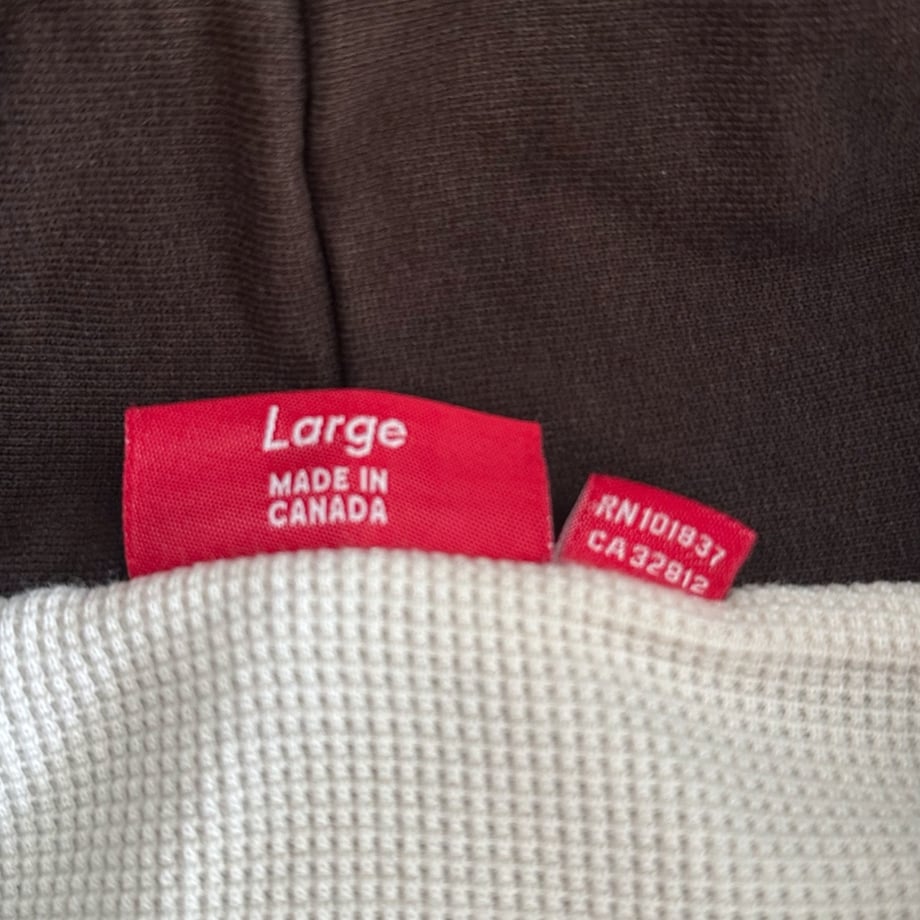 Large
MADE IN
CANADA
RN101837
CA32812